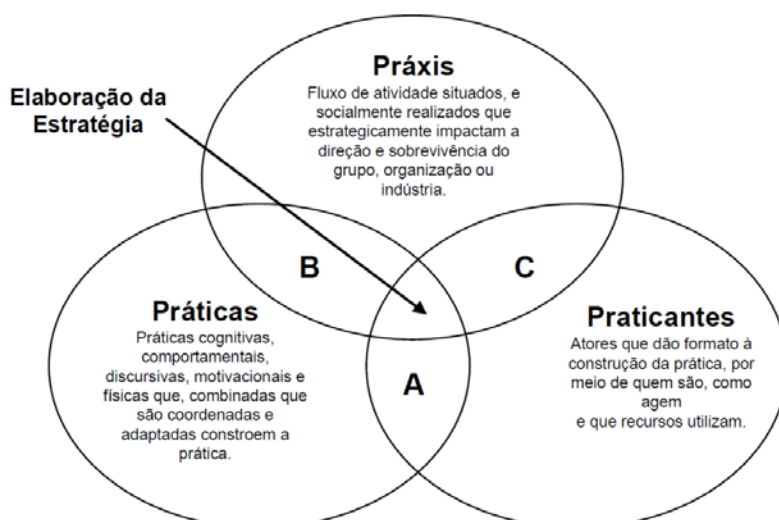 Práxis
Fluxo de atividade situados, e
socialmente realizados que
estrategicamente impactam a
direção e sobrevivência do
grupo, organização ou
indústria.
Elaboração da
Estratégia
B
C
Práticas
Práticas cognitivas,
comportamentais,
discursivas, motivacionais e
físicas que, combinadas que
são coordenadas e
adaptadas constroem a
prática.
Praticantes
Atores que dão formato à
construção da prática, por
meio de quem são, como
agem
e que recursos utilizam.
A